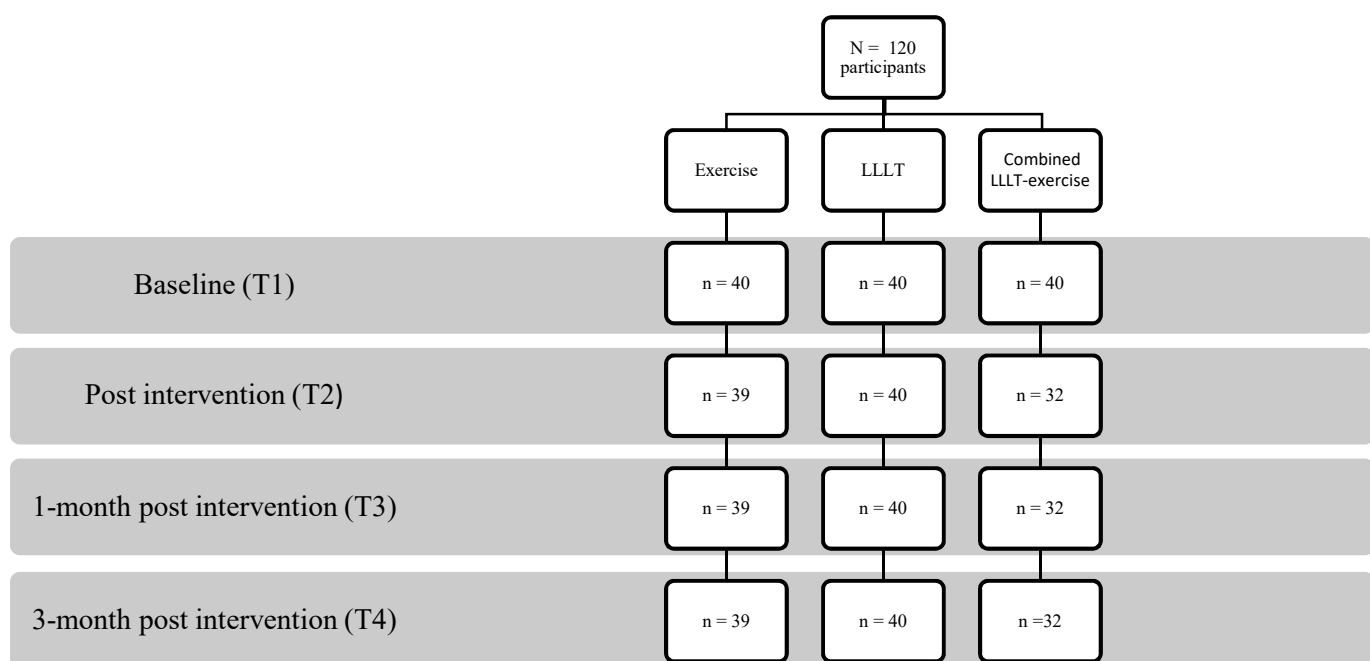 N = 120
participants
Exercise
LLLT
Combined
LLLT-exercise
Baseline (T1)
n = 40
n = 40
n = 40
Post intervention (T2)
n = 39
n = 40
n = 32
1-month post intervention (T3)
n = 39
n = 40
n = 32
3-month post intervention (T4)
n = 39
n = 40
n =32